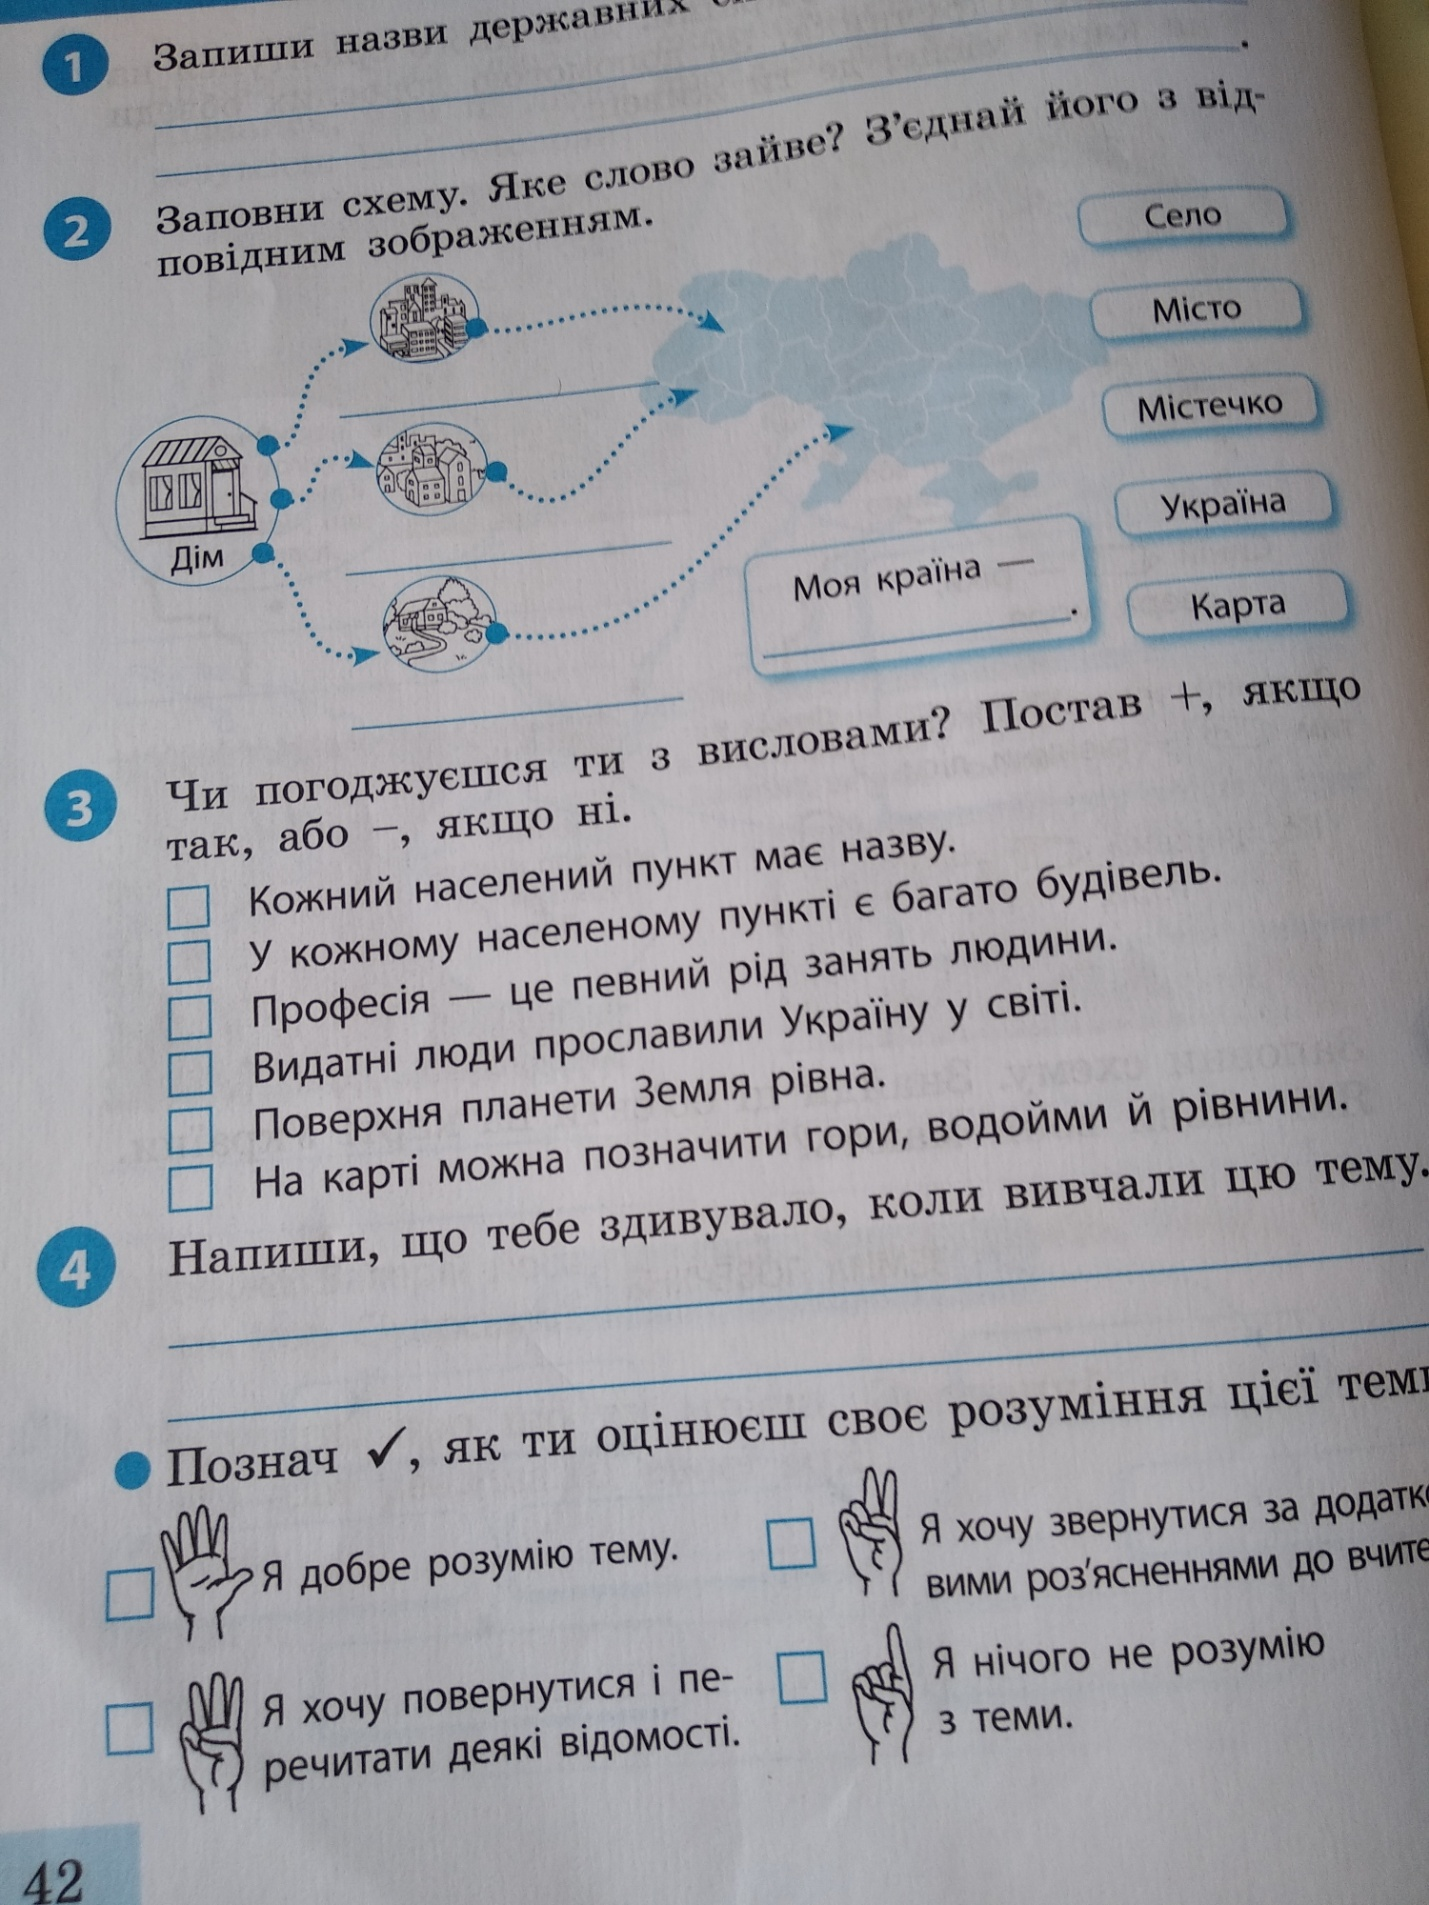 1 Запиши назви державних
2 Заповни схему. Яке слово зайве? З’єднай його з від-
повідним зображенням.
Село
Місто
Містечко
Україна
Карта
Дім
Моя країна —
.
3 Чи погоджуєшся ти з висловами? Постав +, якщо
так, або –, якщо ні.
Кожний населений пункт має назву.
У кожному населеному пункті є багато будівель.
Професія — це певний рід занять людини.
Видатні люди прославили Україну у світі.
Поверхня планети Земля рівна.
На карті можна позначити гори, водойми й рівнини.
4 Напиши, що тебе здивувало, коли вивчали цю тему.
Познач ✓, як ти оцінюєш своє розуміння цієї
Я добре розумію тему.
Я хочу звернутися за додатко
вими роз’ясненнями до вчите
Я хочу повернутися і пе-
речитати деякі відомості.
Я нічого не розумію
з теми.
42